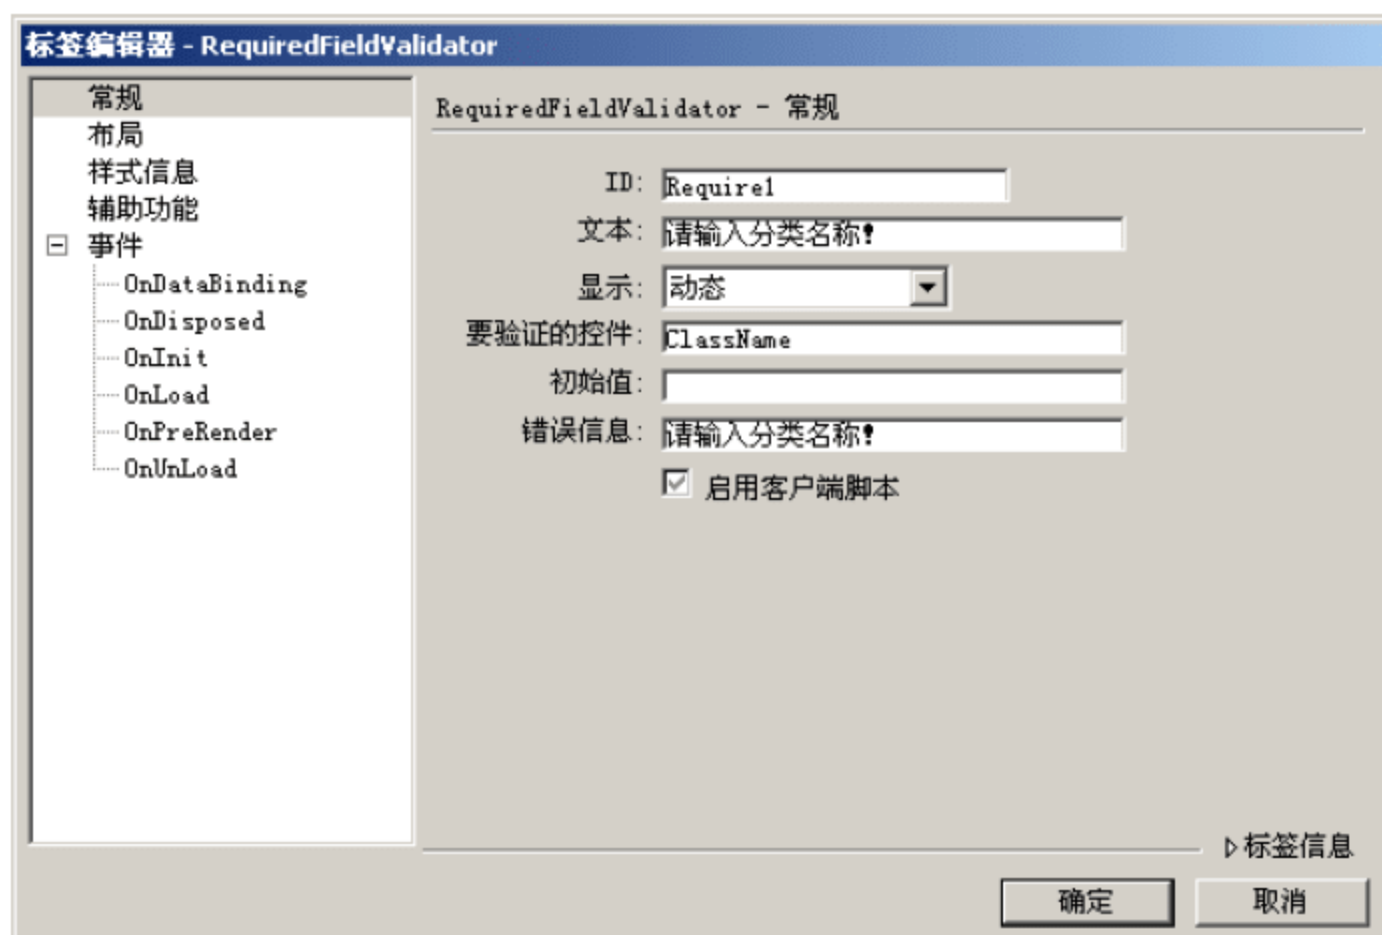 标签编辑器 - RequiredFieldValidator
常规
布局
样式信息
辅助功能
事件
OnDataBinding
OnDisposed
OnInit
OnLoad
OnPreRender
OnUnLoad
RequiredFieldValidator - 常规
ID: Require1
文本: 请输入分类名称!
显示: 动态
要验证的控件: ClassName
初始值:
错误信息: 请输入分类名称!
启用客户端脚本
标签信息
确定 取消